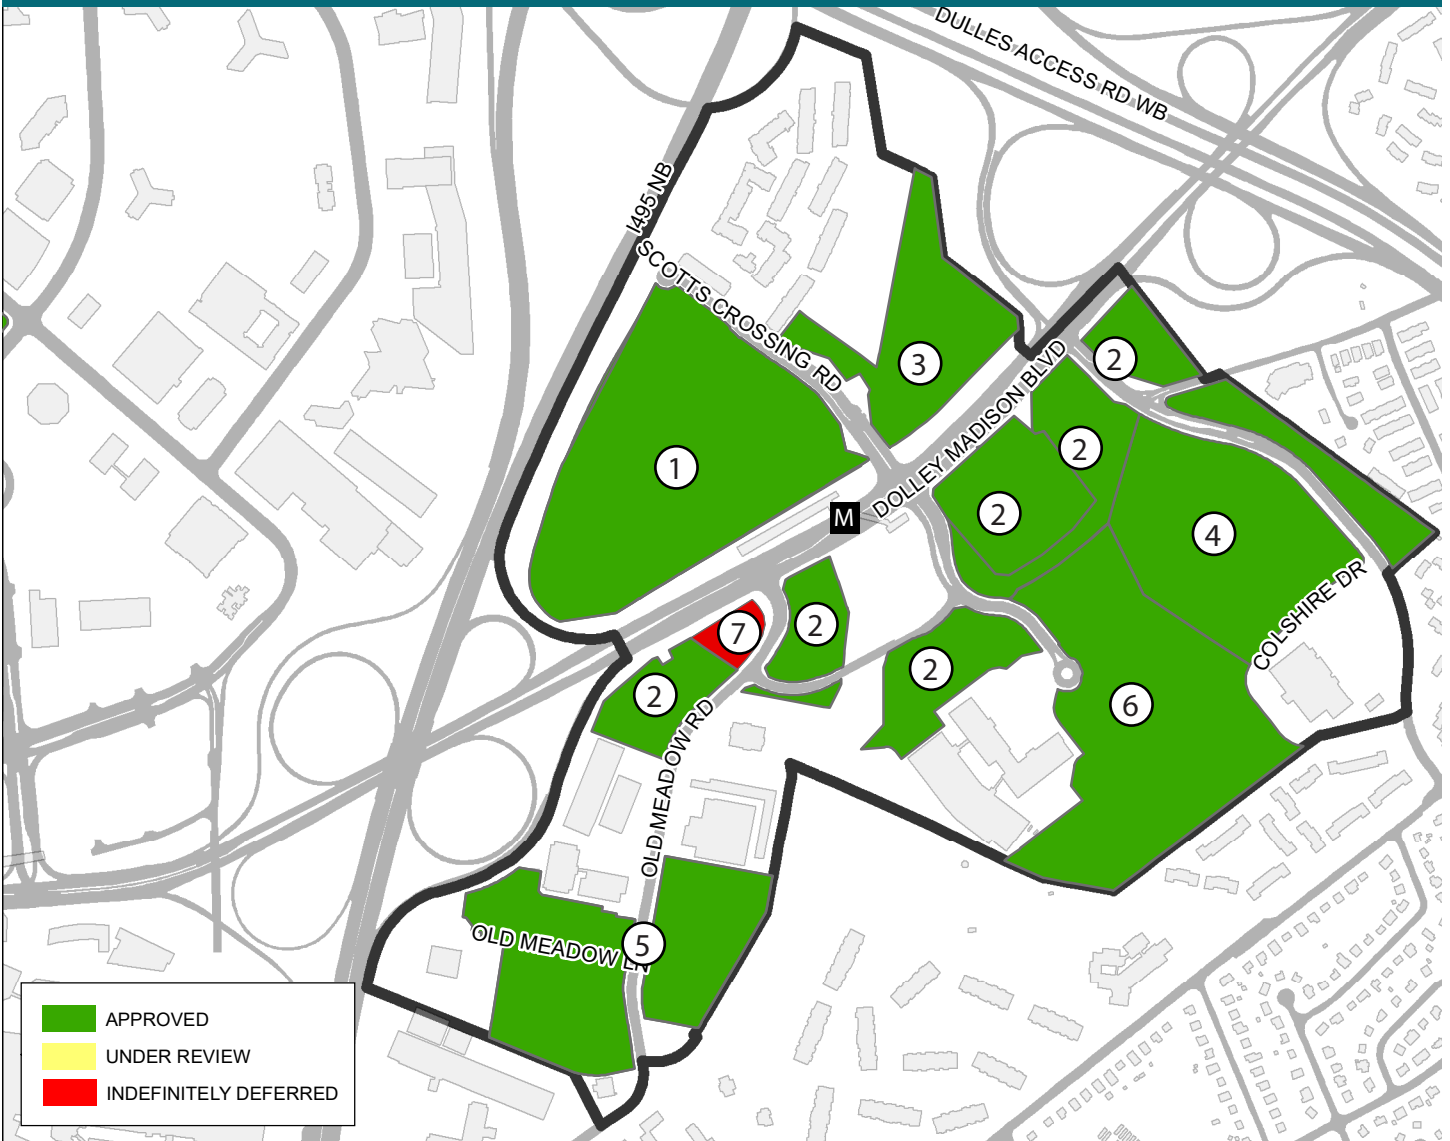 DULLES ACCESS RD WB
I495 NB
SCOTTS CROSSING RD
3
2
DOLLEY MADISON BLVD
2
1
2
M
4
COLSHIRE DR
7
2
2
2
6
OLD MEADOW RD
5
OLD MEADOW LN
APPROVED
UNDER REVIEW
INDEFINITELY DEFERRED